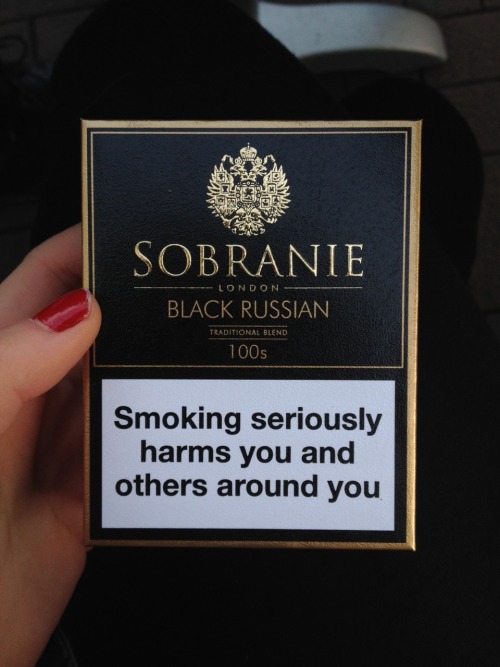 SOBRANIE
LONDON
BLACK RUSSIAN
TRADITIONAL BLEND
100s
Smoking seriously
harms you and
others around you